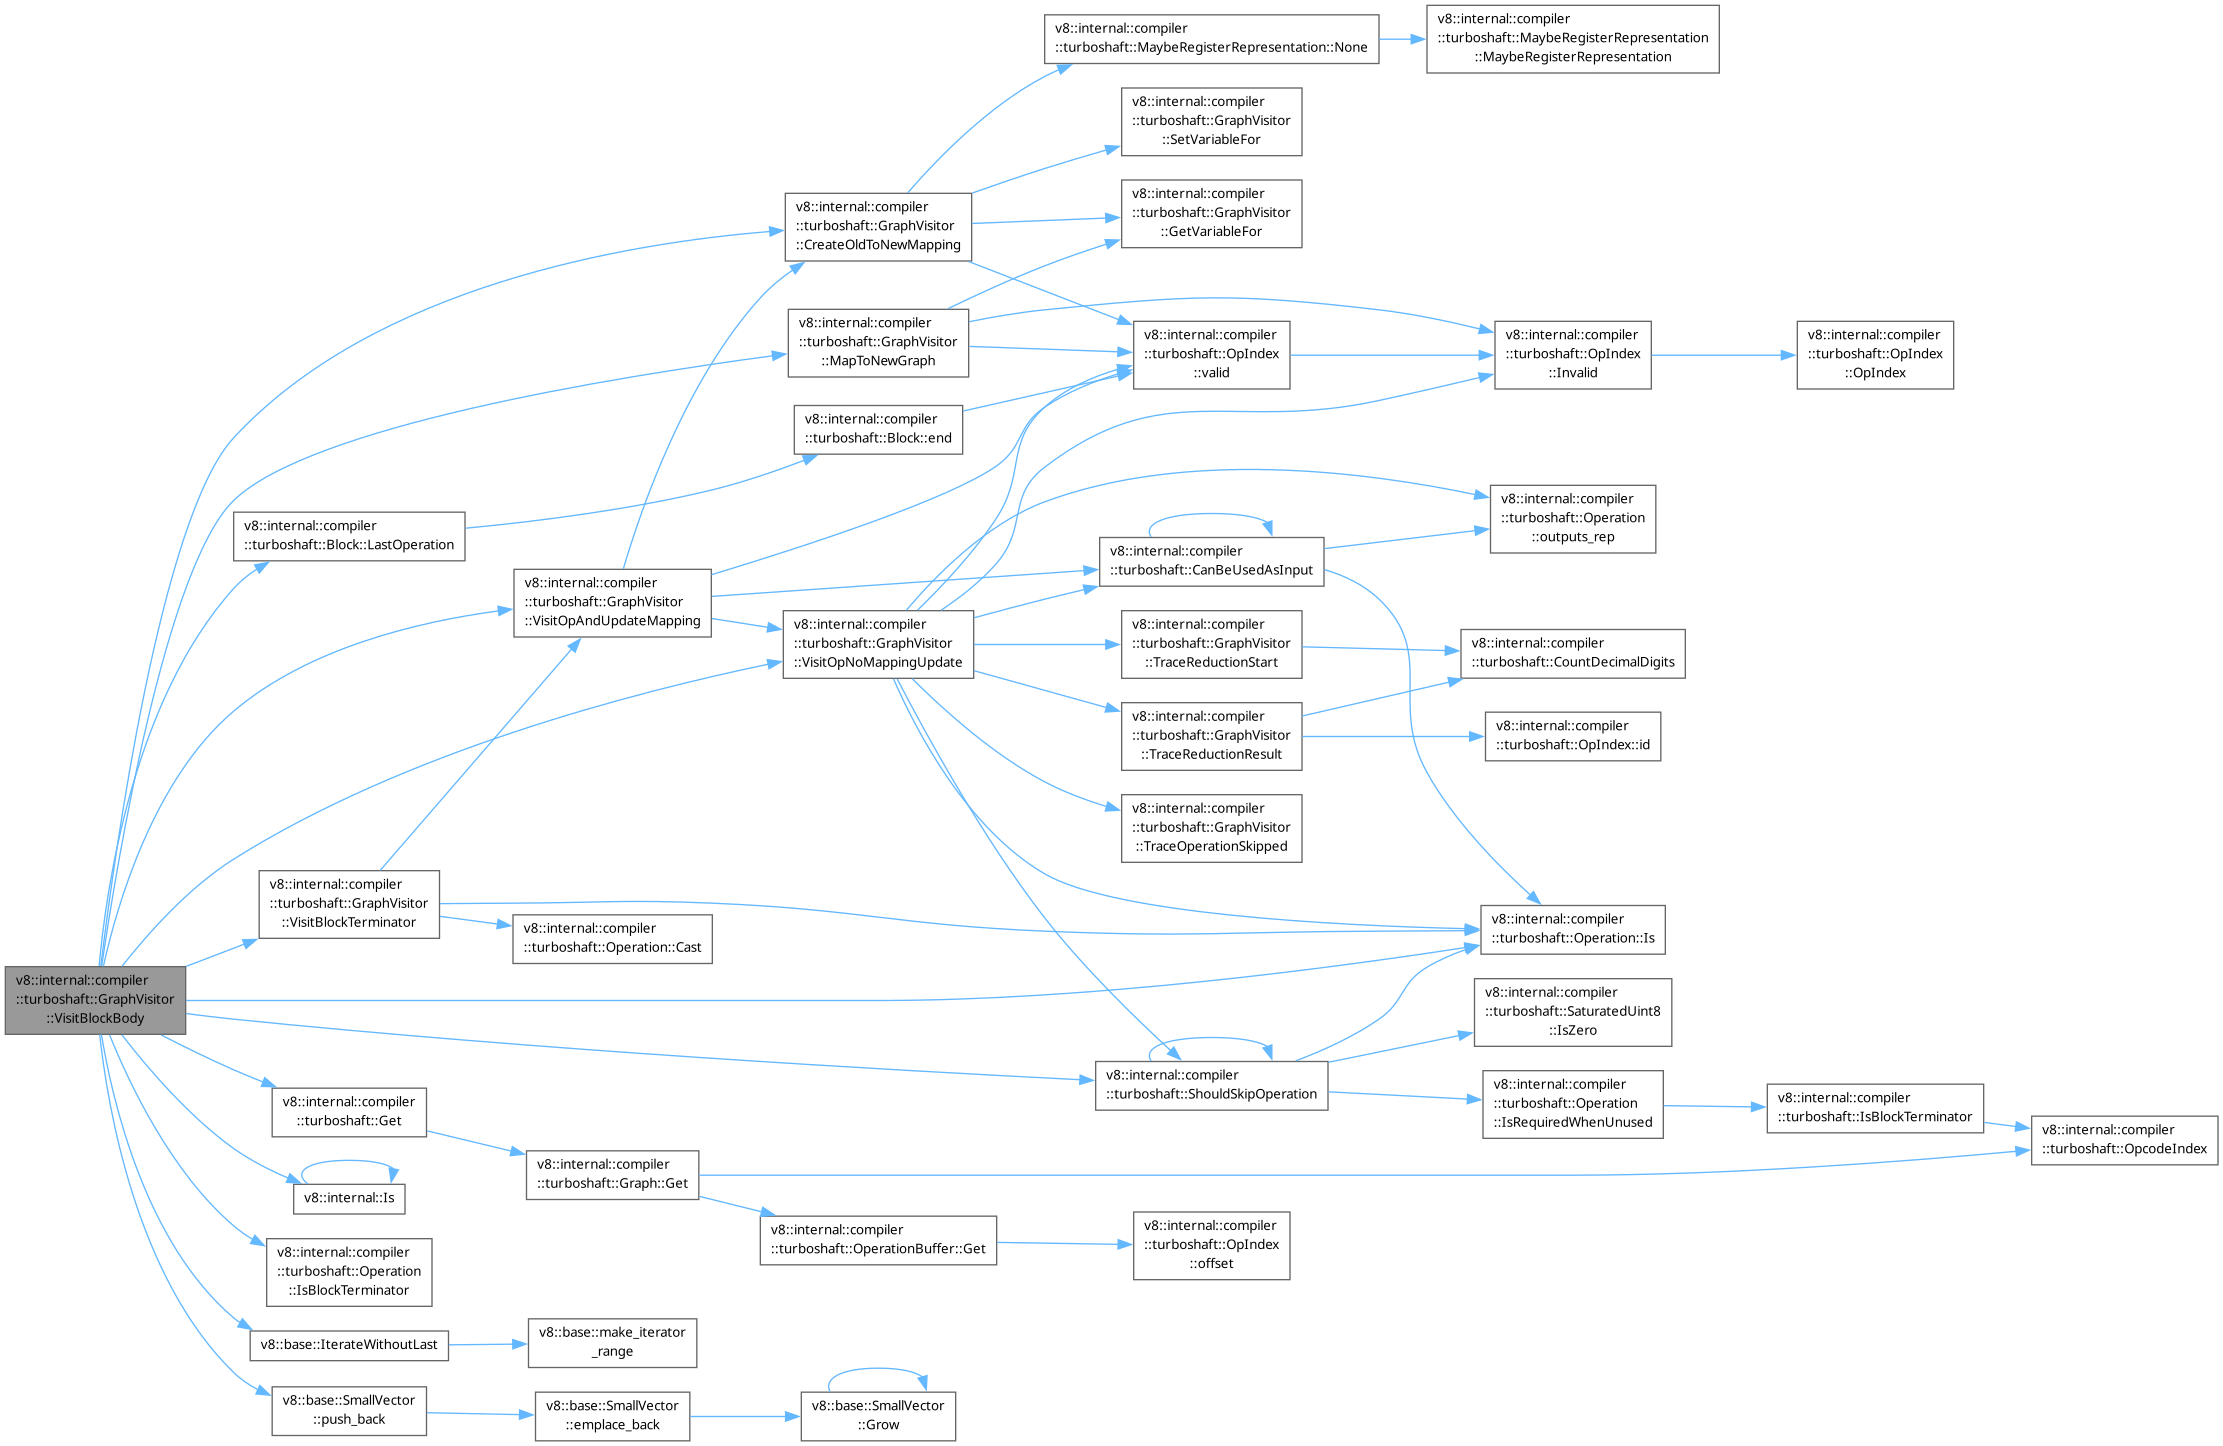 v8::internal::compiler
::turboshaft::MaybeRegisterRepresentation::None
v8::internal::compiler
::turboshaft::MaybeRegisterRepresentation
::MaybeRegisterRepresentation
v8::internal::compiler
::turboshaft::GraphVisitor
::SetVariableFor
v8::internal::compiler
::turboshaft::GraphVisitor
::CreateOldToNewMapping
v8::internal::compiler
::turboshaft::GraphVisitor
::GetVariableFor
v8::internal::compiler
::turboshaft::GraphVisitor
::MapToNewGraph
v8::internal::compiler
::turboshaft::OpIndex
::valid
v8::internal::compiler
::turboshaft::OpIndex
::Invalid
v8::internal::compiler
::turboshaft::OpIndex
::OpIndex
v8::internal::compiler
::turboshaft::Block::end
v8::internal::compiler
::turboshaft::Block::LastOperation
v8::internal::compiler
::turboshaft::Operation
::outputs_rep
v8::internal::compiler
::turboshaft::CanBeUsedAsInput
v8::internal::compiler
::turboshaft::GraphVisitor
::VisitOpAndUpdateMapping
v8::internal::compiler
::turboshaft::GraphVisitor
::VisitOpNoMappingUpdate
v8::internal::compiler
::turboshaft::GraphVisitor
::TraceReductionStart
v8::internal::compiler
::turboshaft::CountDecimalDigits
v8::internal::compiler
::turboshaft::GraphVisitor
::TraceReductionResult
v8::internal::compiler
::turboshaft::OpIndex::id
v8::internal::compiler
::turboshaft::GraphVisitor
::TraceOperationSkipped
v8::internal::compiler
::turboshaft::GraphVisitor
::VisitBlockTerminator
v8::internal::compiler
::turboshaft::Operation::Cast
v8::internal::compiler
::turboshaft::Operation::Is
v8::internal::compiler
::turboshaft::GraphVisitor
::VisitBlockBody
v8::internal::compiler
::turboshaft::SaturatedUint8
::IsZero
v8::internal::compiler
::turboshaft::ShouldSkipOperation
v8::internal::compiler
::turboshaft::Operation
::IsRequiredWhenUnused
v8::internal::compiler
::turboshaft::IsBlockTerminator
v8::internal::compiler
::turboshaft::OpcodeIndex
v8::internal::compiler
::turboshaft::Get
v8::internal::compiler
::turboshaft::Graph::Get
v8::internal::Is
v8::internal::compiler
::turboshaft::OperationBuffer::Get
v8::internal::compiler
::turboshaft::OpIndex
::offset
v8::internal::compiler
::turboshaft::Operation
::IsBlockTerminator
v8::base::IterateWithoutLast
v8::base::make_iterator
_range
v8::base::SmallVector
::push_back
v8::base::SmallVector
::emplace_back
v8::base::SmallVector
::Grow